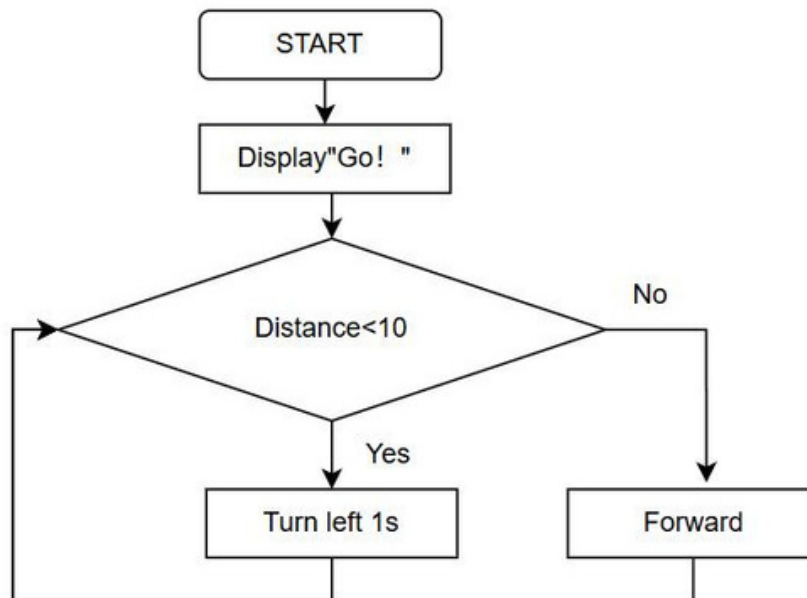 START
Display"Go! "
Distance<10
No
Yes
Turn left 1s
Forward